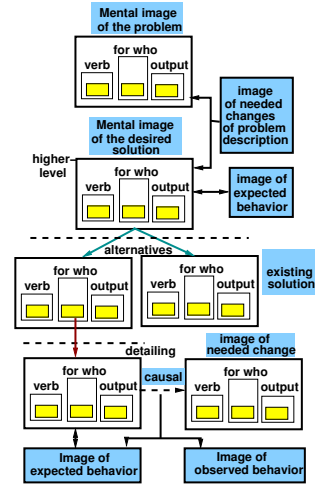 Mental image
of the problem
for who
verb
output
image
of needed
changes
of problem
description
Mental image
of the desired
solution
higher-
level
for who
verb
output
image of
expected
behavior
alternatives
for who
verb
output
for who
verb
output
existing
solution
detailing
image of
needed change
for who
verb
output
causal
for who
verb
output
Image of
expected behavior
Image of
observed behavior